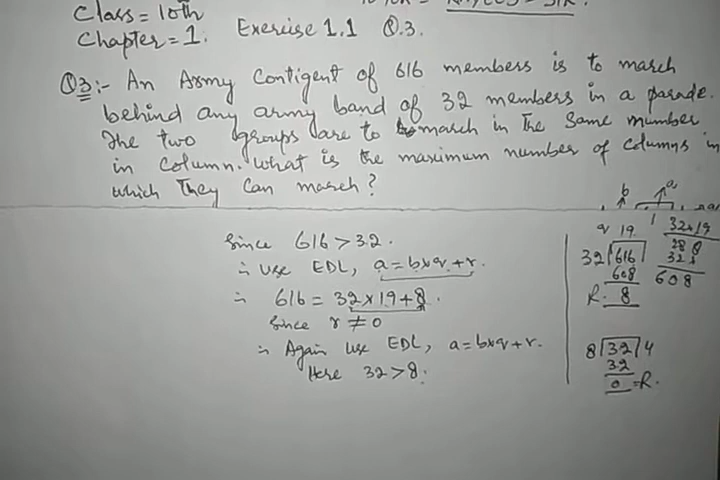 Class = 10th
Chapter = 1. Exercise 1.1 Q.3.
Q3:- An Army Contigent of 616 members is to march
behind any army band of 32 members in a parade.
The two groups are to march in the same number
in column. What is the maximum number of columns in
which they can march?
Since 616 > 32.
∴ Use EDL, a = b×q + r.
∴ 616 = 32×19 + 8.
Since r ≠ 0
∴ Again use EDL, a = b×q + r.
Here 32 > 8.
b a
q 19
32)616(
608
R. 8
32×19
288
32×
608
8)32(4
32
0 = R.